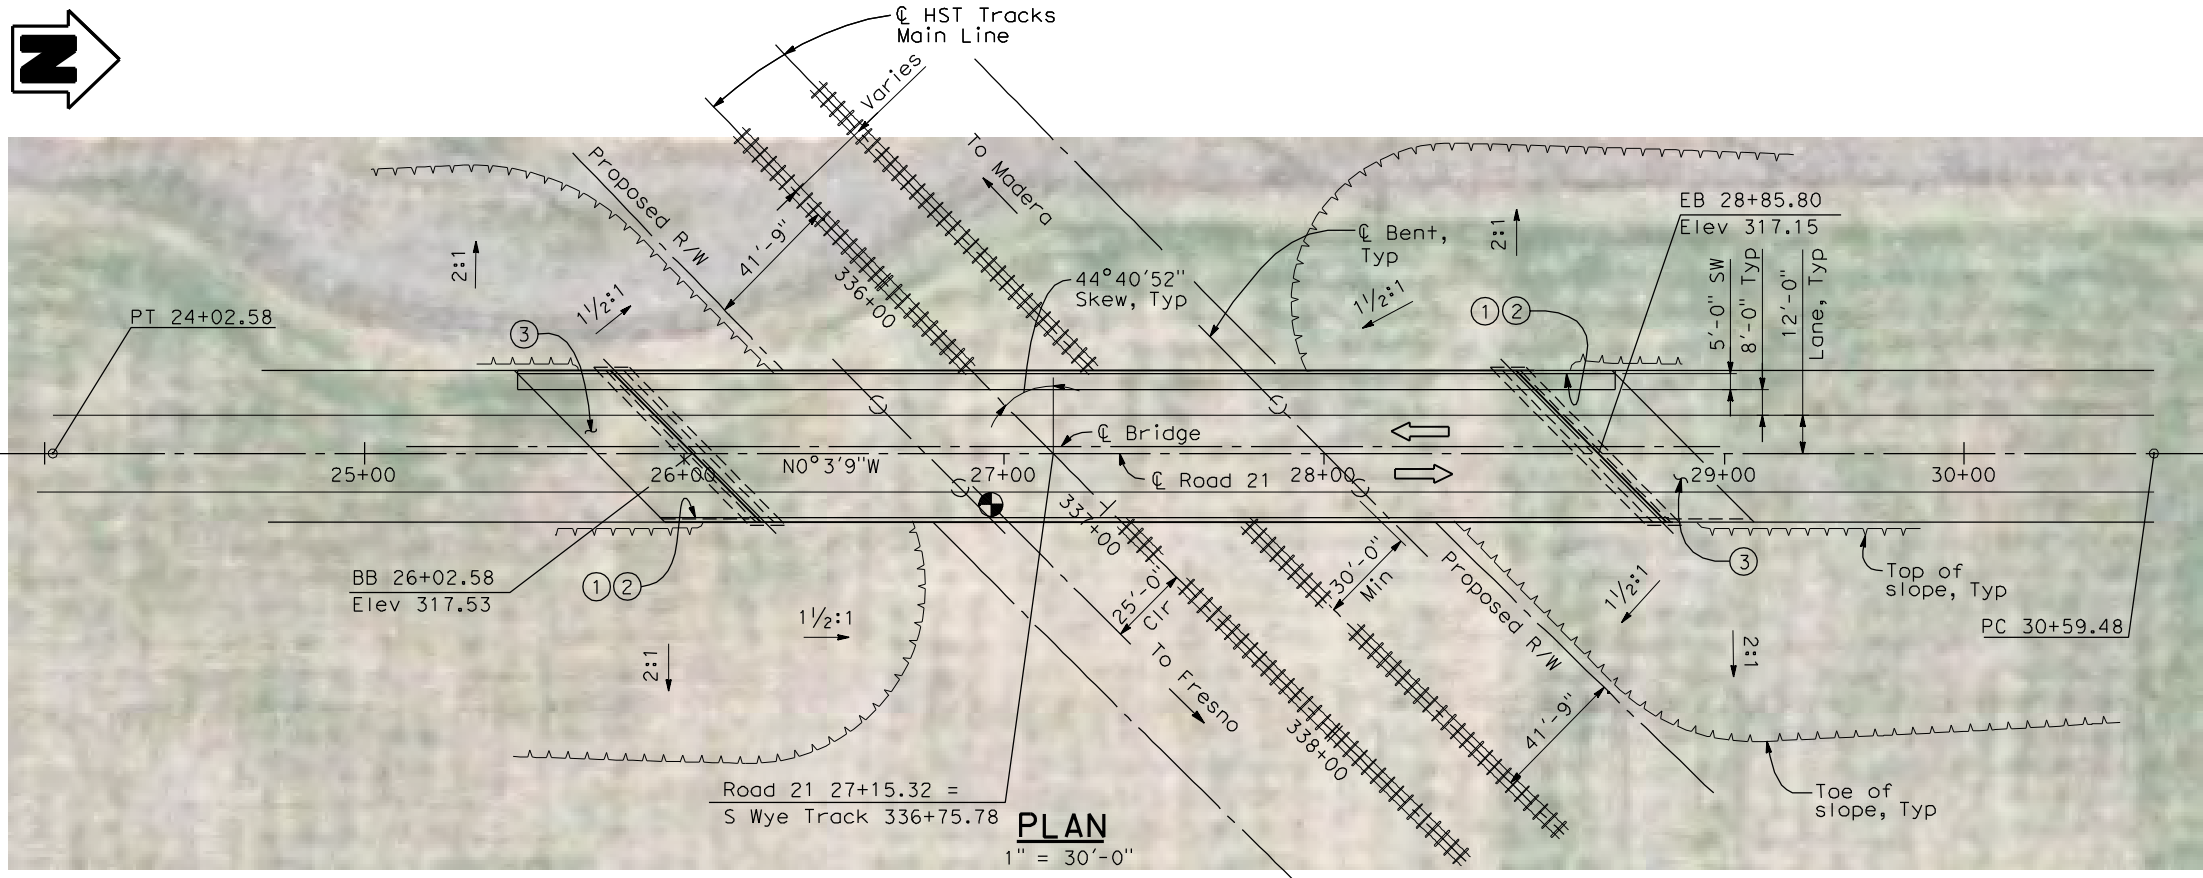 N
℄ HST Tracks
Main Line
Varies
To Madera
Proposed R/W
41'-9"
336+00
2:1
1½:1
℄ Bent,
Typ
44°40'52"
Skew, Typ
1½:1
2:1
EB 28+85.80
Elev 317.15
5'-0" SW
8'-0" Typ
12'-0"
Lane, Typ
PT 24+02.58
3
1 2
℄ Bridge
25+00
26+00
N0°3'9"W
27+00
℄ Road 21
28+00
29+00
30+00
337+00
BB 26+02.58
Elev 317.53
1 2
3
Top of
slope, Typ
PC 30+59.48
25'-0"
Clr
30'-0"
Min
Proposed R/W
1½:1
1½:1
2:1
2:1
To Fresno
41'-9"
338+00
Road 21 27+15.32 =
S Wye Track 336+75.78
Toe of
slope, Typ
PLAN
1" = 30'-0"